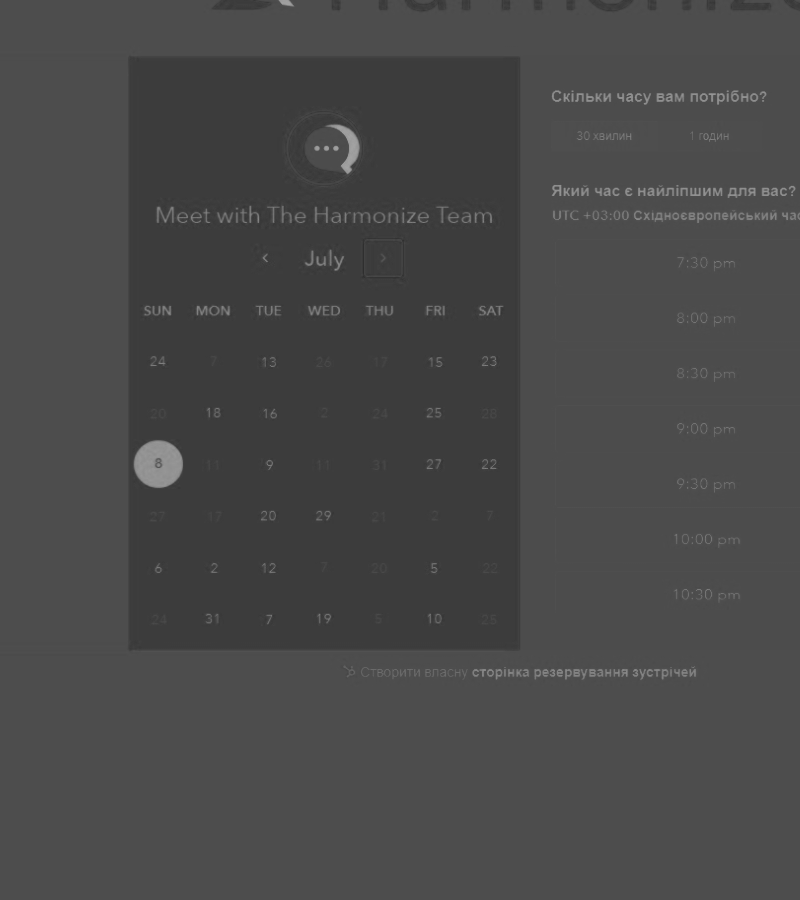 Harmonize
Скільки часу вам потрібно?
30 хвилин 1 годин
Який час є найліпшим для вас?
UTC +03:00 Східноєвропейський час
Meet with The Harmonize Team
July
SUN MON TUE WED THU FRI SAT
24 7 13 26 17 15 23
20 18 16 2 24 25 28
8 11 9 11 31 27 22
27 17 20 29 21 2 7
6 2 12 7 20 5 22
24 31 7 19 5 10 25
7:30 pm
8:00 pm
8:30 pm
9:00 pm
9:30 pm
10:00 pm
10:30 pm
Створити власну сторінка резервування зустрічей